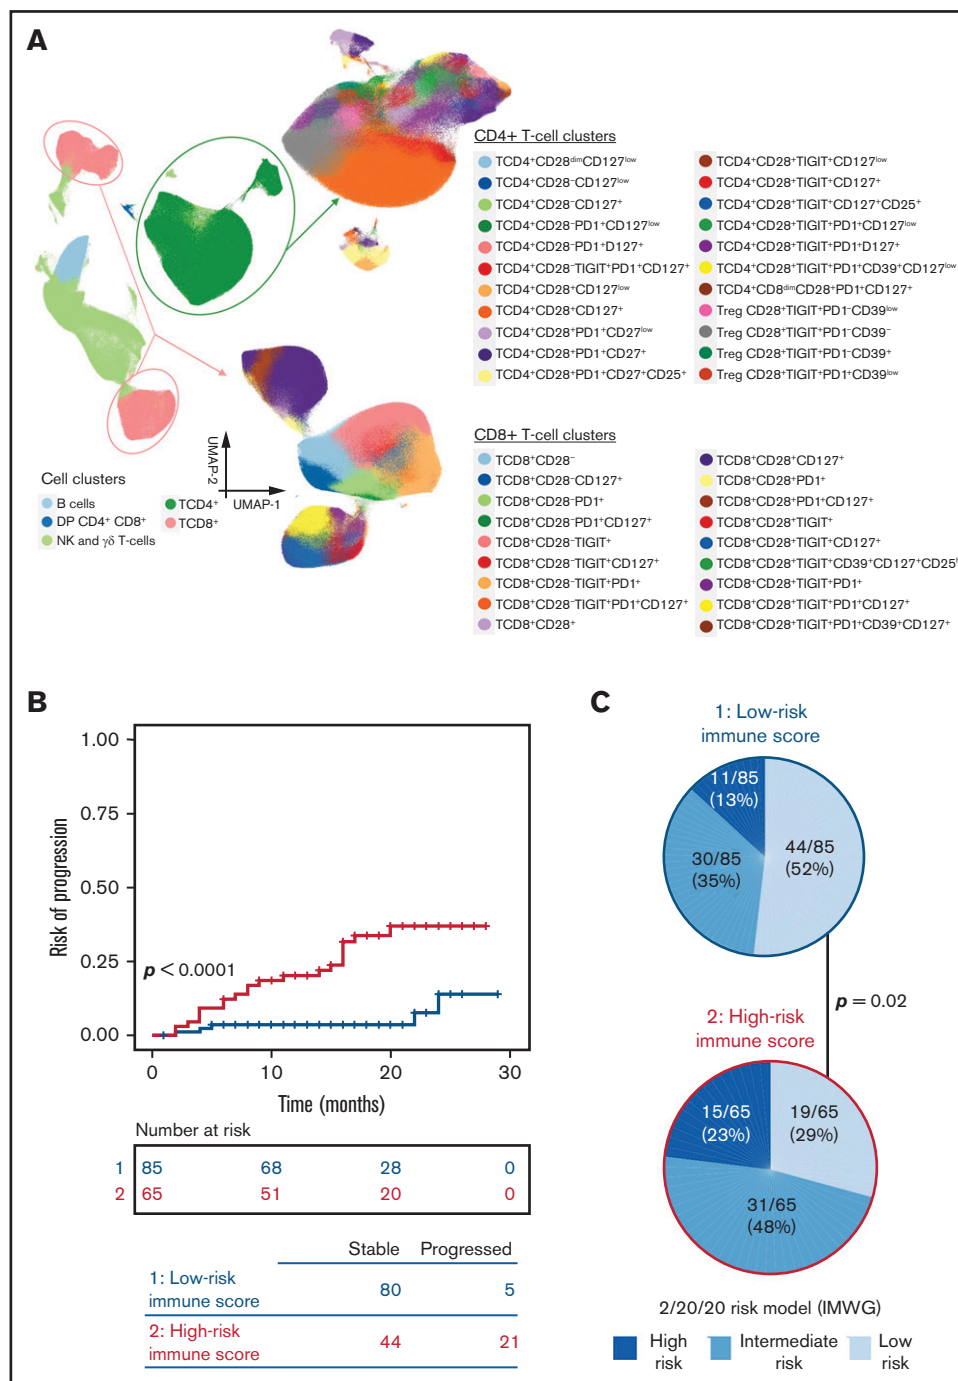 A
CD4+ T-cell clusters
TCD4⁺CD28ᵈⁱᵐCD127ˡᵒʷ
TCD4⁺CD28⁻CD127ˡᵒʷ
TCD4⁺CD28⁻CD127⁺
TCD4⁺CD28⁻PD1⁺CD127ˡᵒʷ
TCD4⁺CD28⁻PD1⁺D127⁺
TCD4⁺CD28⁻TIGIT⁺PD1⁺CD127⁺
TCD4⁺CD28⁺CD127ˡᵒʷ
TCD4⁺CD28⁺CD127⁺
TCD4⁺CD28⁺PD1⁺CD27ˡᵒʷ
TCD4⁺CD28⁺PD1⁺CD27⁺
TCD4⁺CD28⁺PD1⁺CD27⁺CD25⁺
TCD4⁺CD28⁺TIGIT⁺CD127ˡᵒʷ
TCD4⁺CD28⁺TIGIT⁺CD127⁺
TCD4⁺CD28⁺TIGIT⁺CD127⁺CD25⁺
TCD4⁺CD28⁺TIGIT⁺PD1⁺CD127ˡᵒʷ
TCD4⁺CD28⁺TIGIT⁺PD1⁺D127⁺
TCD4⁺CD28⁺TIGIT⁺PD1⁺CD39⁺CD127ˡᵒʷ
TCD4⁺CD8ᵈⁱᵐCD28⁺PD1⁺CD127⁺
Treg CD28⁺TIGIT⁺PD1⁻CD39ˡᵒʷ
Treg CD28⁺TIGIT⁺PD1⁻CD39⁻
Treg CD28⁺TIGIT⁺PD1⁻CD39⁺
Treg CD28⁺TIGIT⁺PD1⁺CD39ˡᵒʷ
CD8+ T-cell clusters
TCD8⁺CD28⁻
TCD8⁺CD28⁻CD127⁺
TCD8⁺CD28⁻PD1⁺
TCD8⁺CD28⁻PD1⁺CD127⁺
TCD8⁺CD28⁻TIGIT⁺
TCD8⁺CD28⁻TIGIT⁺CD127⁺
TCD8⁺CD28⁻TIGIT⁺PD1⁺
TCD8⁺CD28⁻TIGIT⁺PD1⁺CD127⁺
TCD8⁺CD28⁺
TCD8⁺CD28⁺CD127⁺
TCD8⁺CD28⁺PD1⁺
TCD8⁺CD28⁺PD1⁺CD127⁺
TCD8⁺CD28⁺TIGIT⁺
TCD8⁺CD28⁺TIGIT⁺CD127⁺
TCD8⁺CD28⁺TIGIT⁺CD39⁺CD127⁺CD25
TCD8⁺CD28⁺TIGIT⁺PD1⁺
TCD8⁺CD28⁺TIGIT⁺PD1⁺CD127⁺
TCD8⁺CD28⁺TIGIT⁺PD1⁺CD39⁺CD127⁺
UMAP-2
UMAP-1
Cell clusters
B cells
DP CD4⁺ CD8⁺
NK and γδ T-cells
TCD4⁺
TCD8⁺
B
Risk of progression
1.00
0.75
0.50
0.25
0.00
p < 0.0001
0 10 20 30
Time (months)
Number at risk
1 85 68 28 0
2 65 51 20 0
Stable Progressed
1: Low-risk
immune score
80 5
2: High-risk
immune score
44 21
C
1: Low-risk
immune score
11/85
(13%)
30/85
(35%)
44/85
(52%)
p = 0.02
2: High-risk
immune score
15/65
(23%)
19/65
(29%)
31/65
(48%)
2/20/20 risk model (IMWG)
High
risk
Intermediate
risk
Low
risk